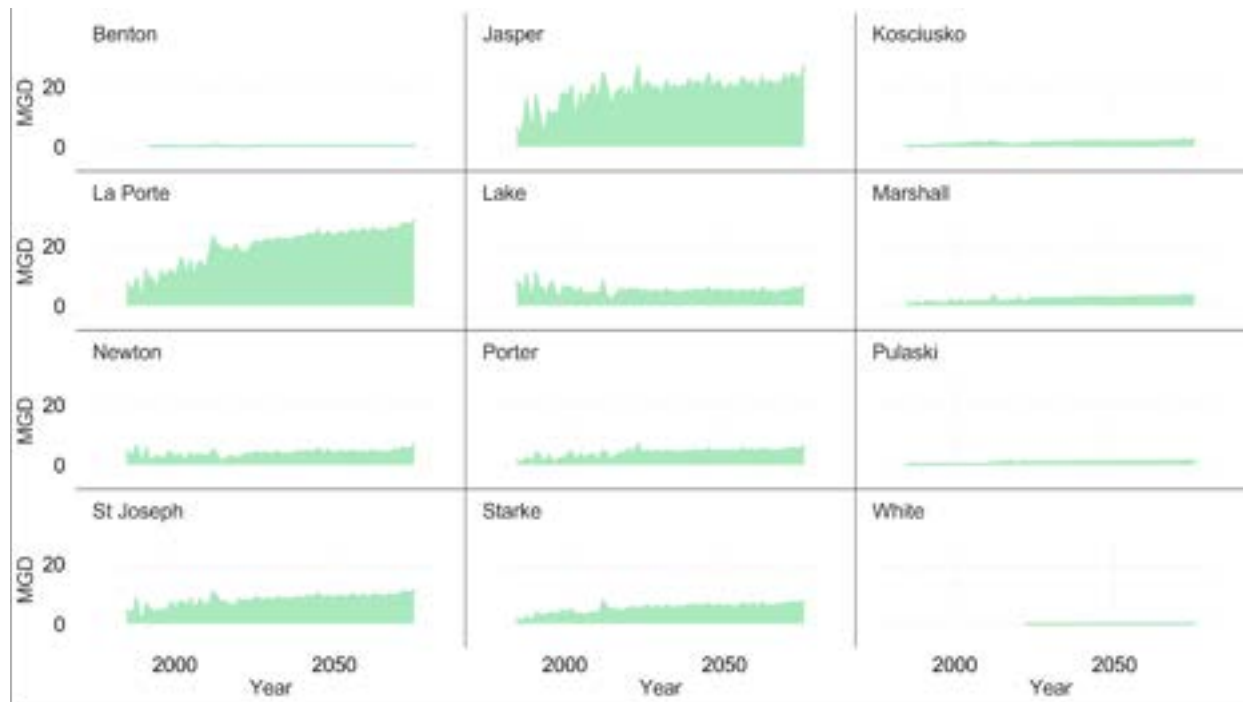 Benton Jasper Kosciusko
MGD 20 0
La Porte Lake Marshall
MGD 20 0
Newton Porter Pulaski
MGD 20 0
St Joseph Starke White
MGD 20 0
2000 2050 2000 2050 2000 2050
Year Year Year